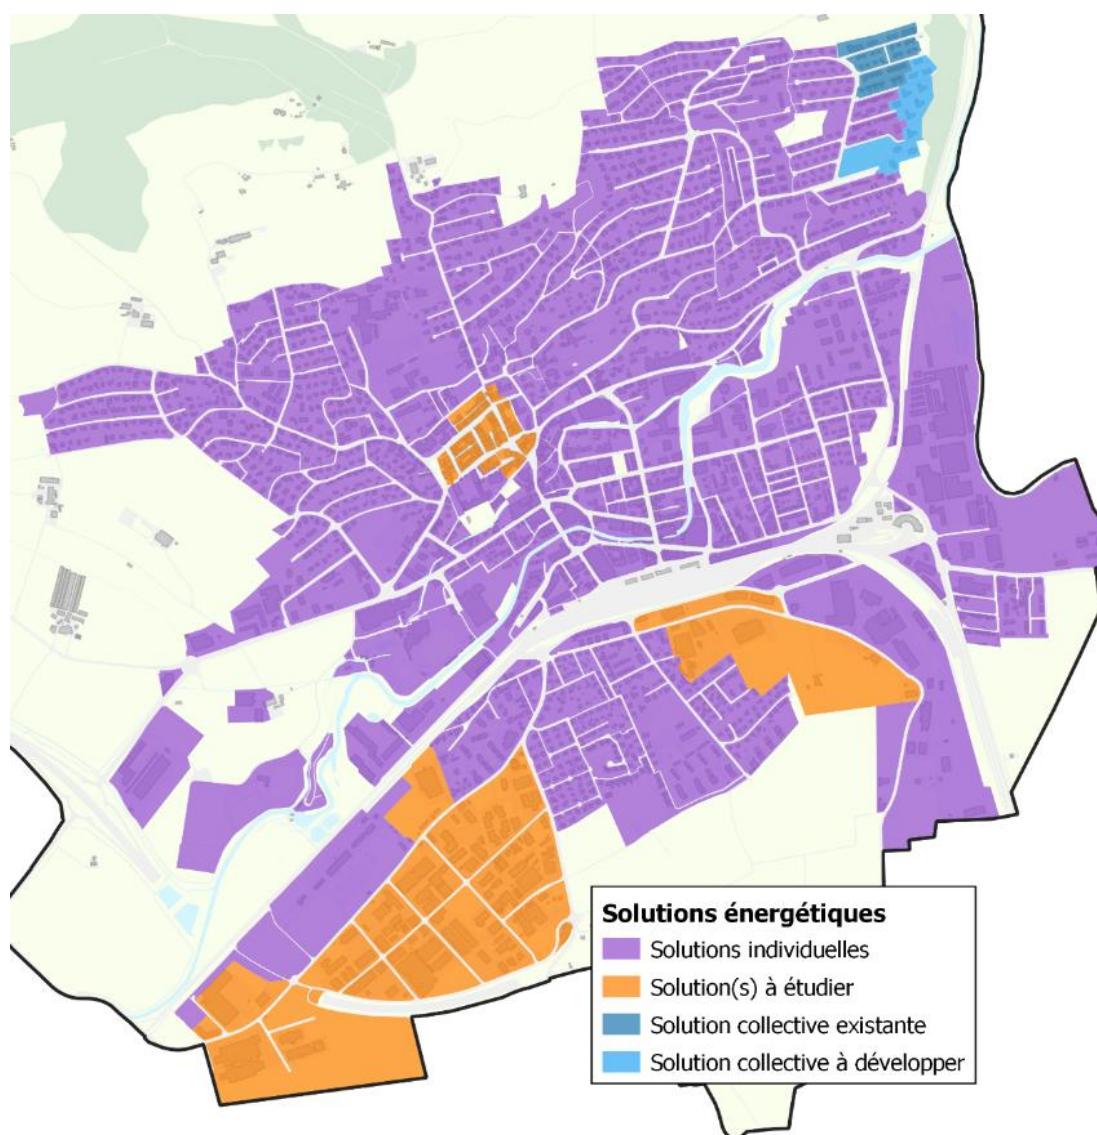 Solutions énergétiques
Solutions individuelles
Solution(s) à étudier
Solution collective existante
Solution collective à développer